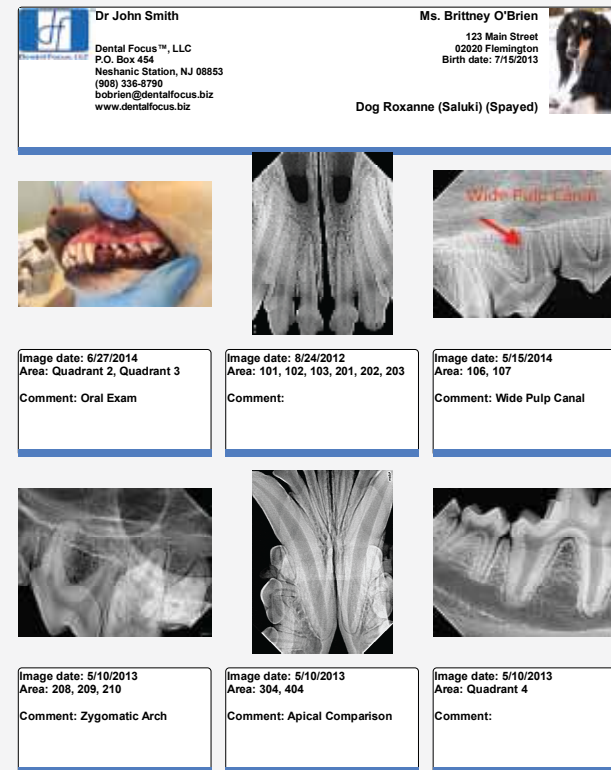 Dr John Smith
Dental Focus™, LLC
P.O. Box 454
Neshanic Station, NJ 08853
(908) 336-8790
bobrien@dentalfocus.biz
www.dentalfocus.biz
df
Dental Focus, LLC
Ms. Brittney O'Brien
123 Main Street
02020 Flemington
Birth date: 7/15/2013
Dog Roxanne (Saluki) (Spayed)
Wide Pulp Canal
Image date: 6/27/2014
Area: Quadrant 2, Quadrant 3
Comment: Oral Exam
Image date: 8/24/2012
Area: 101, 102, 103, 201, 202, 203
Comment:
Image date: 5/15/2014
Area: 106, 107
Comment: Wide Pulp Canal
Image date: 5/10/2013
Area: 208, 209, 210
Comment: Zygomatic Arch
Image date: 5/10/2013
Area: 304, 404
Comment: Apical Comparison
Image date: 5/10/2013
Area: Quadrant 4
Comment: